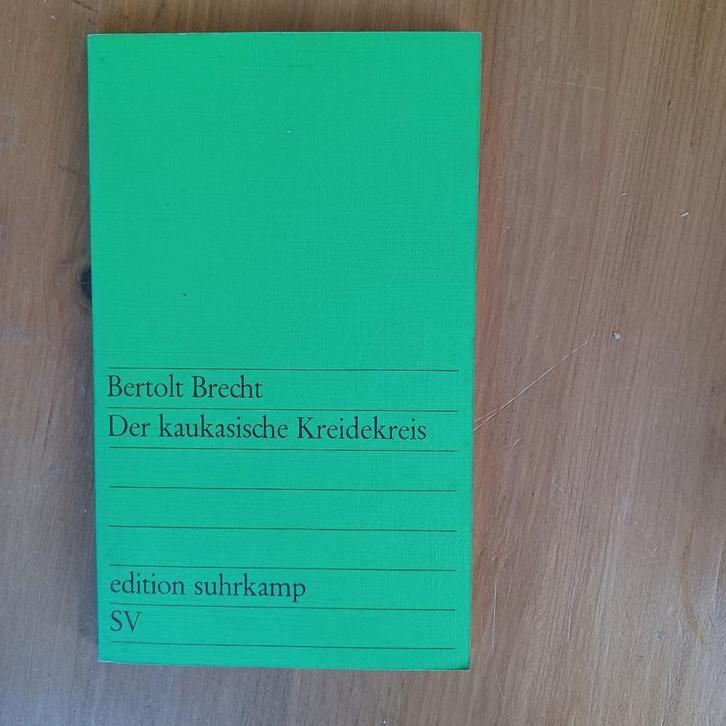 Bertolt Brecht
Der kaukasische Kreidekreis
edition suhrkamp
SV